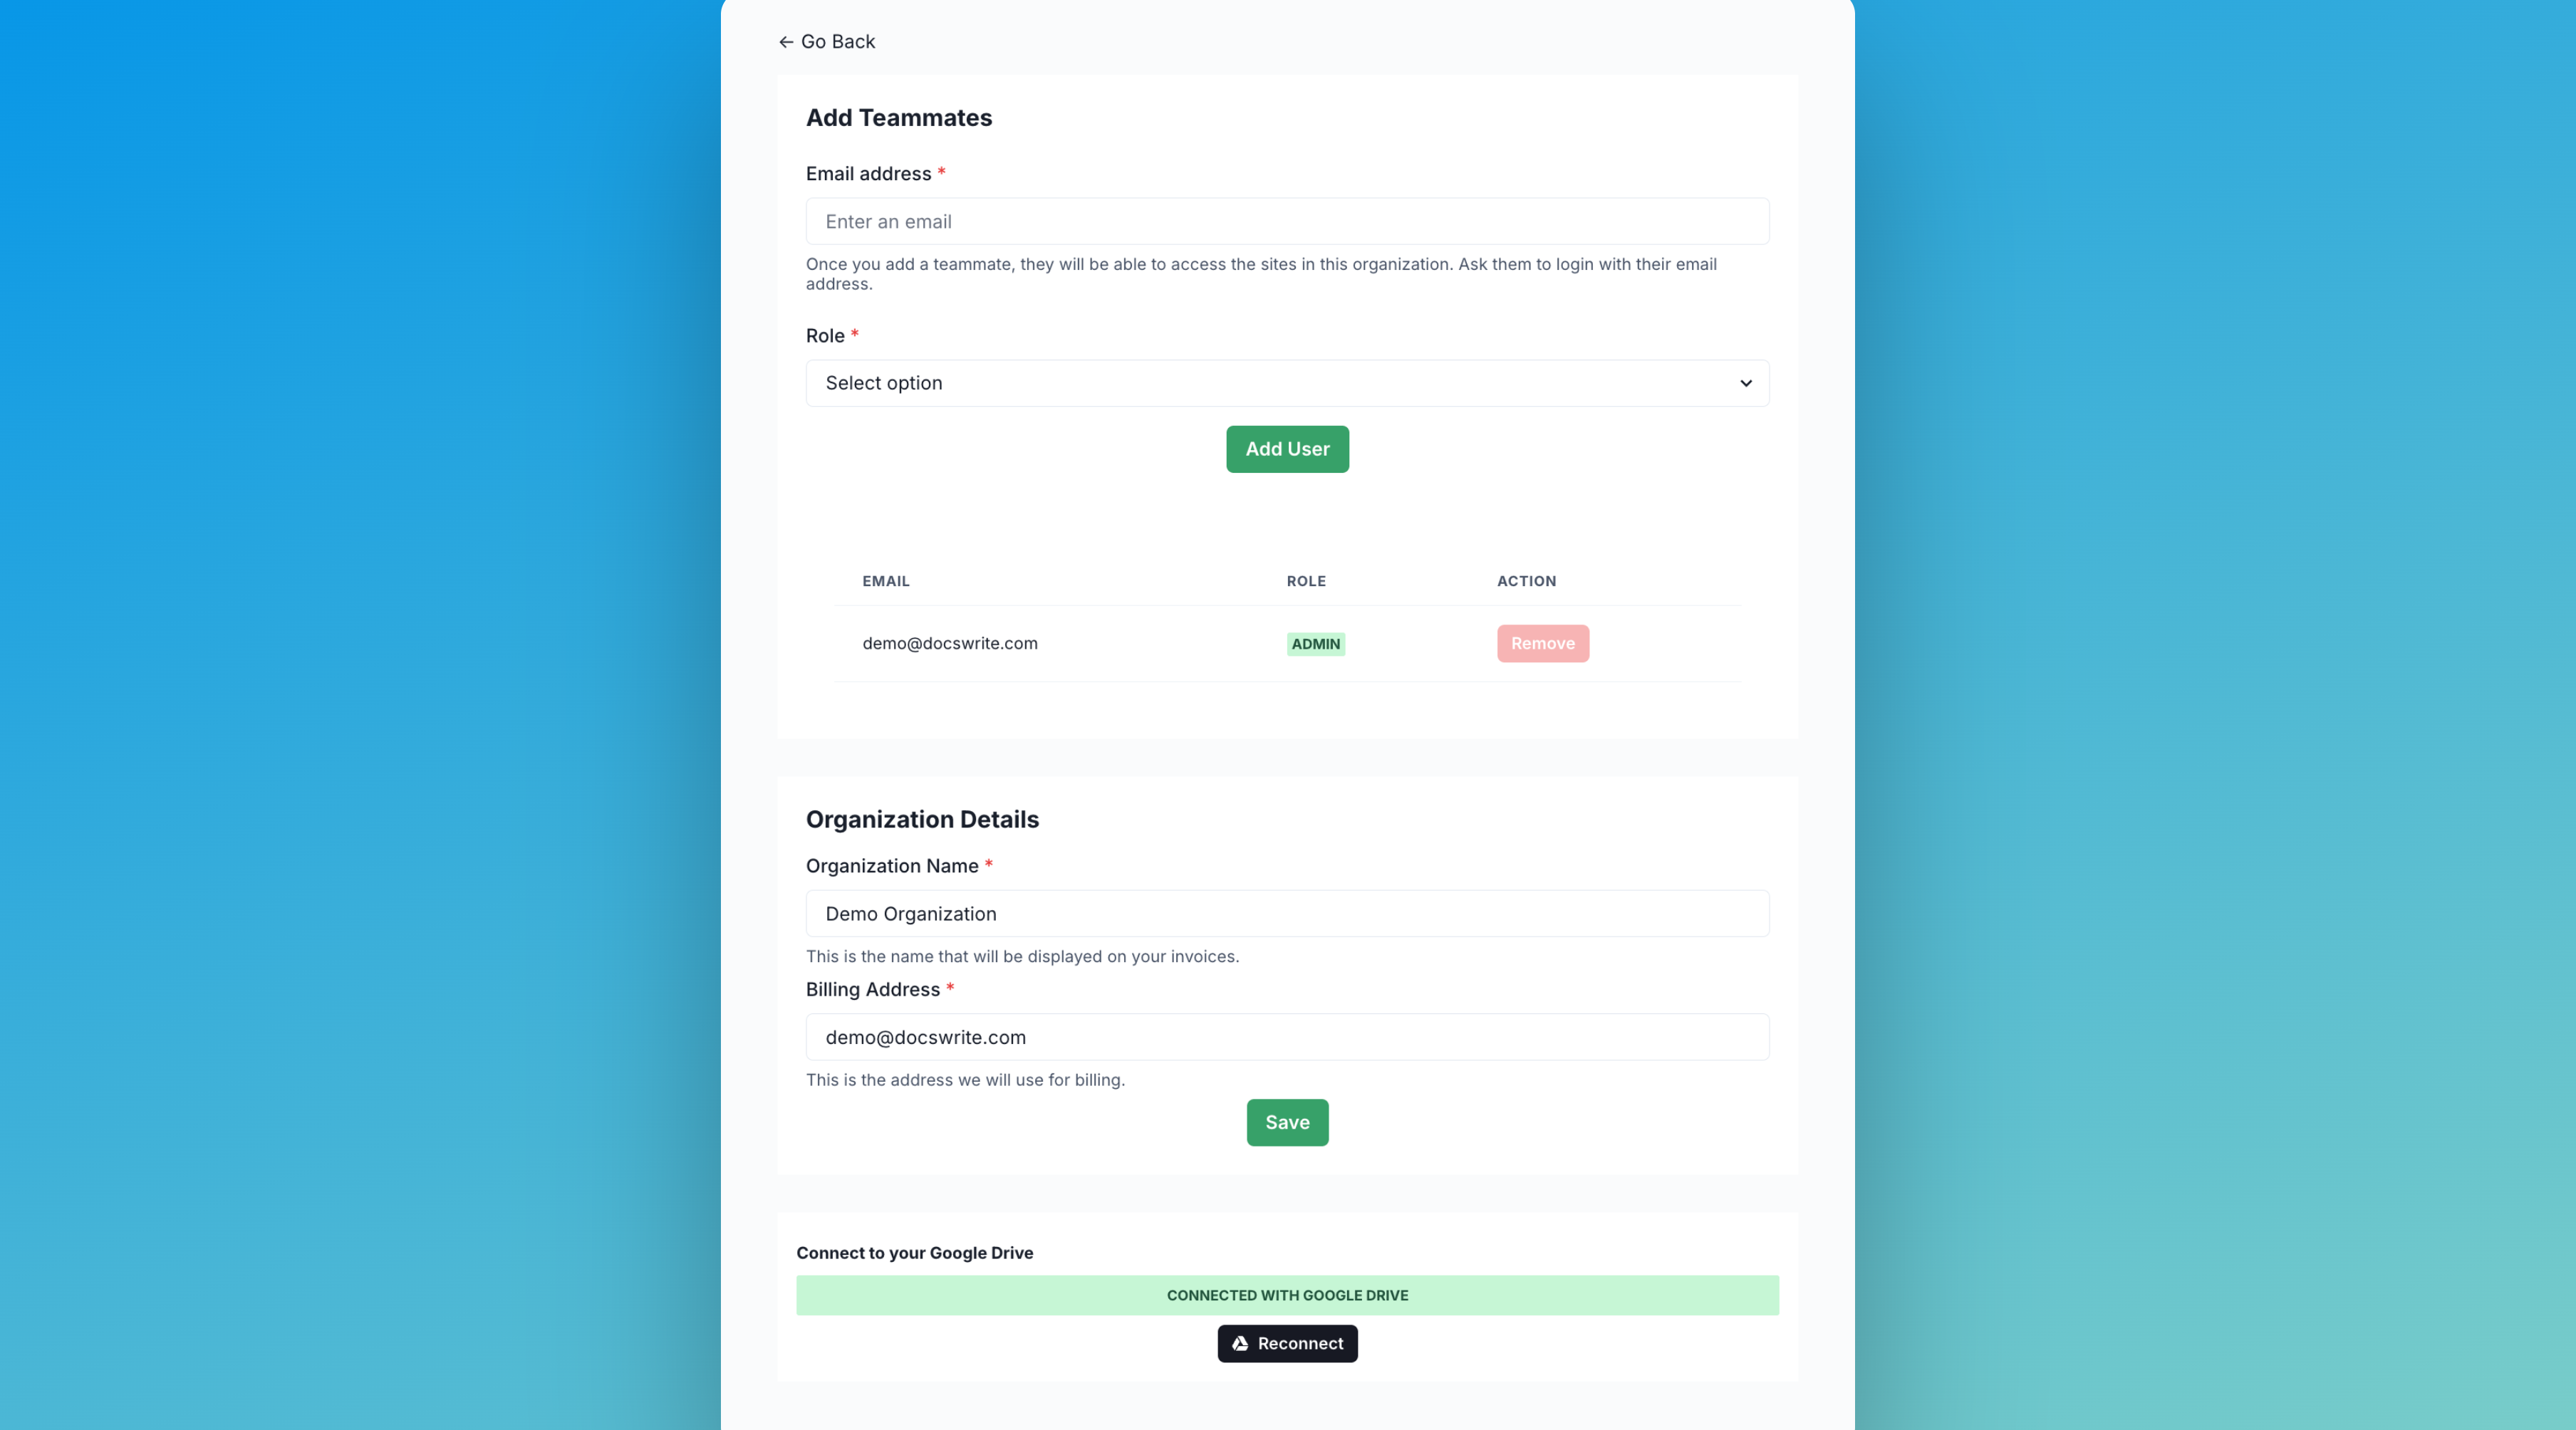 ← Go Back
Add Teammates
Email address *
Enter an email
Once you add a teammate, they will be able to access the sites in this organization. Ask them to login with their email
address.
Role *
Select option
Add User
EMAIL ROLE ACTION
demo@docswrite.com ADMIN Remove
Organization Details
Organization Name *
Demo Organization
This is the name that will be displayed on your invoices.
Billing Address *
demo@docswrite.com
This is the address we will use for billing.
Save
Connect to your Google Drive
CONNECTED WITH GOOGLE DRIVE
Reconnect